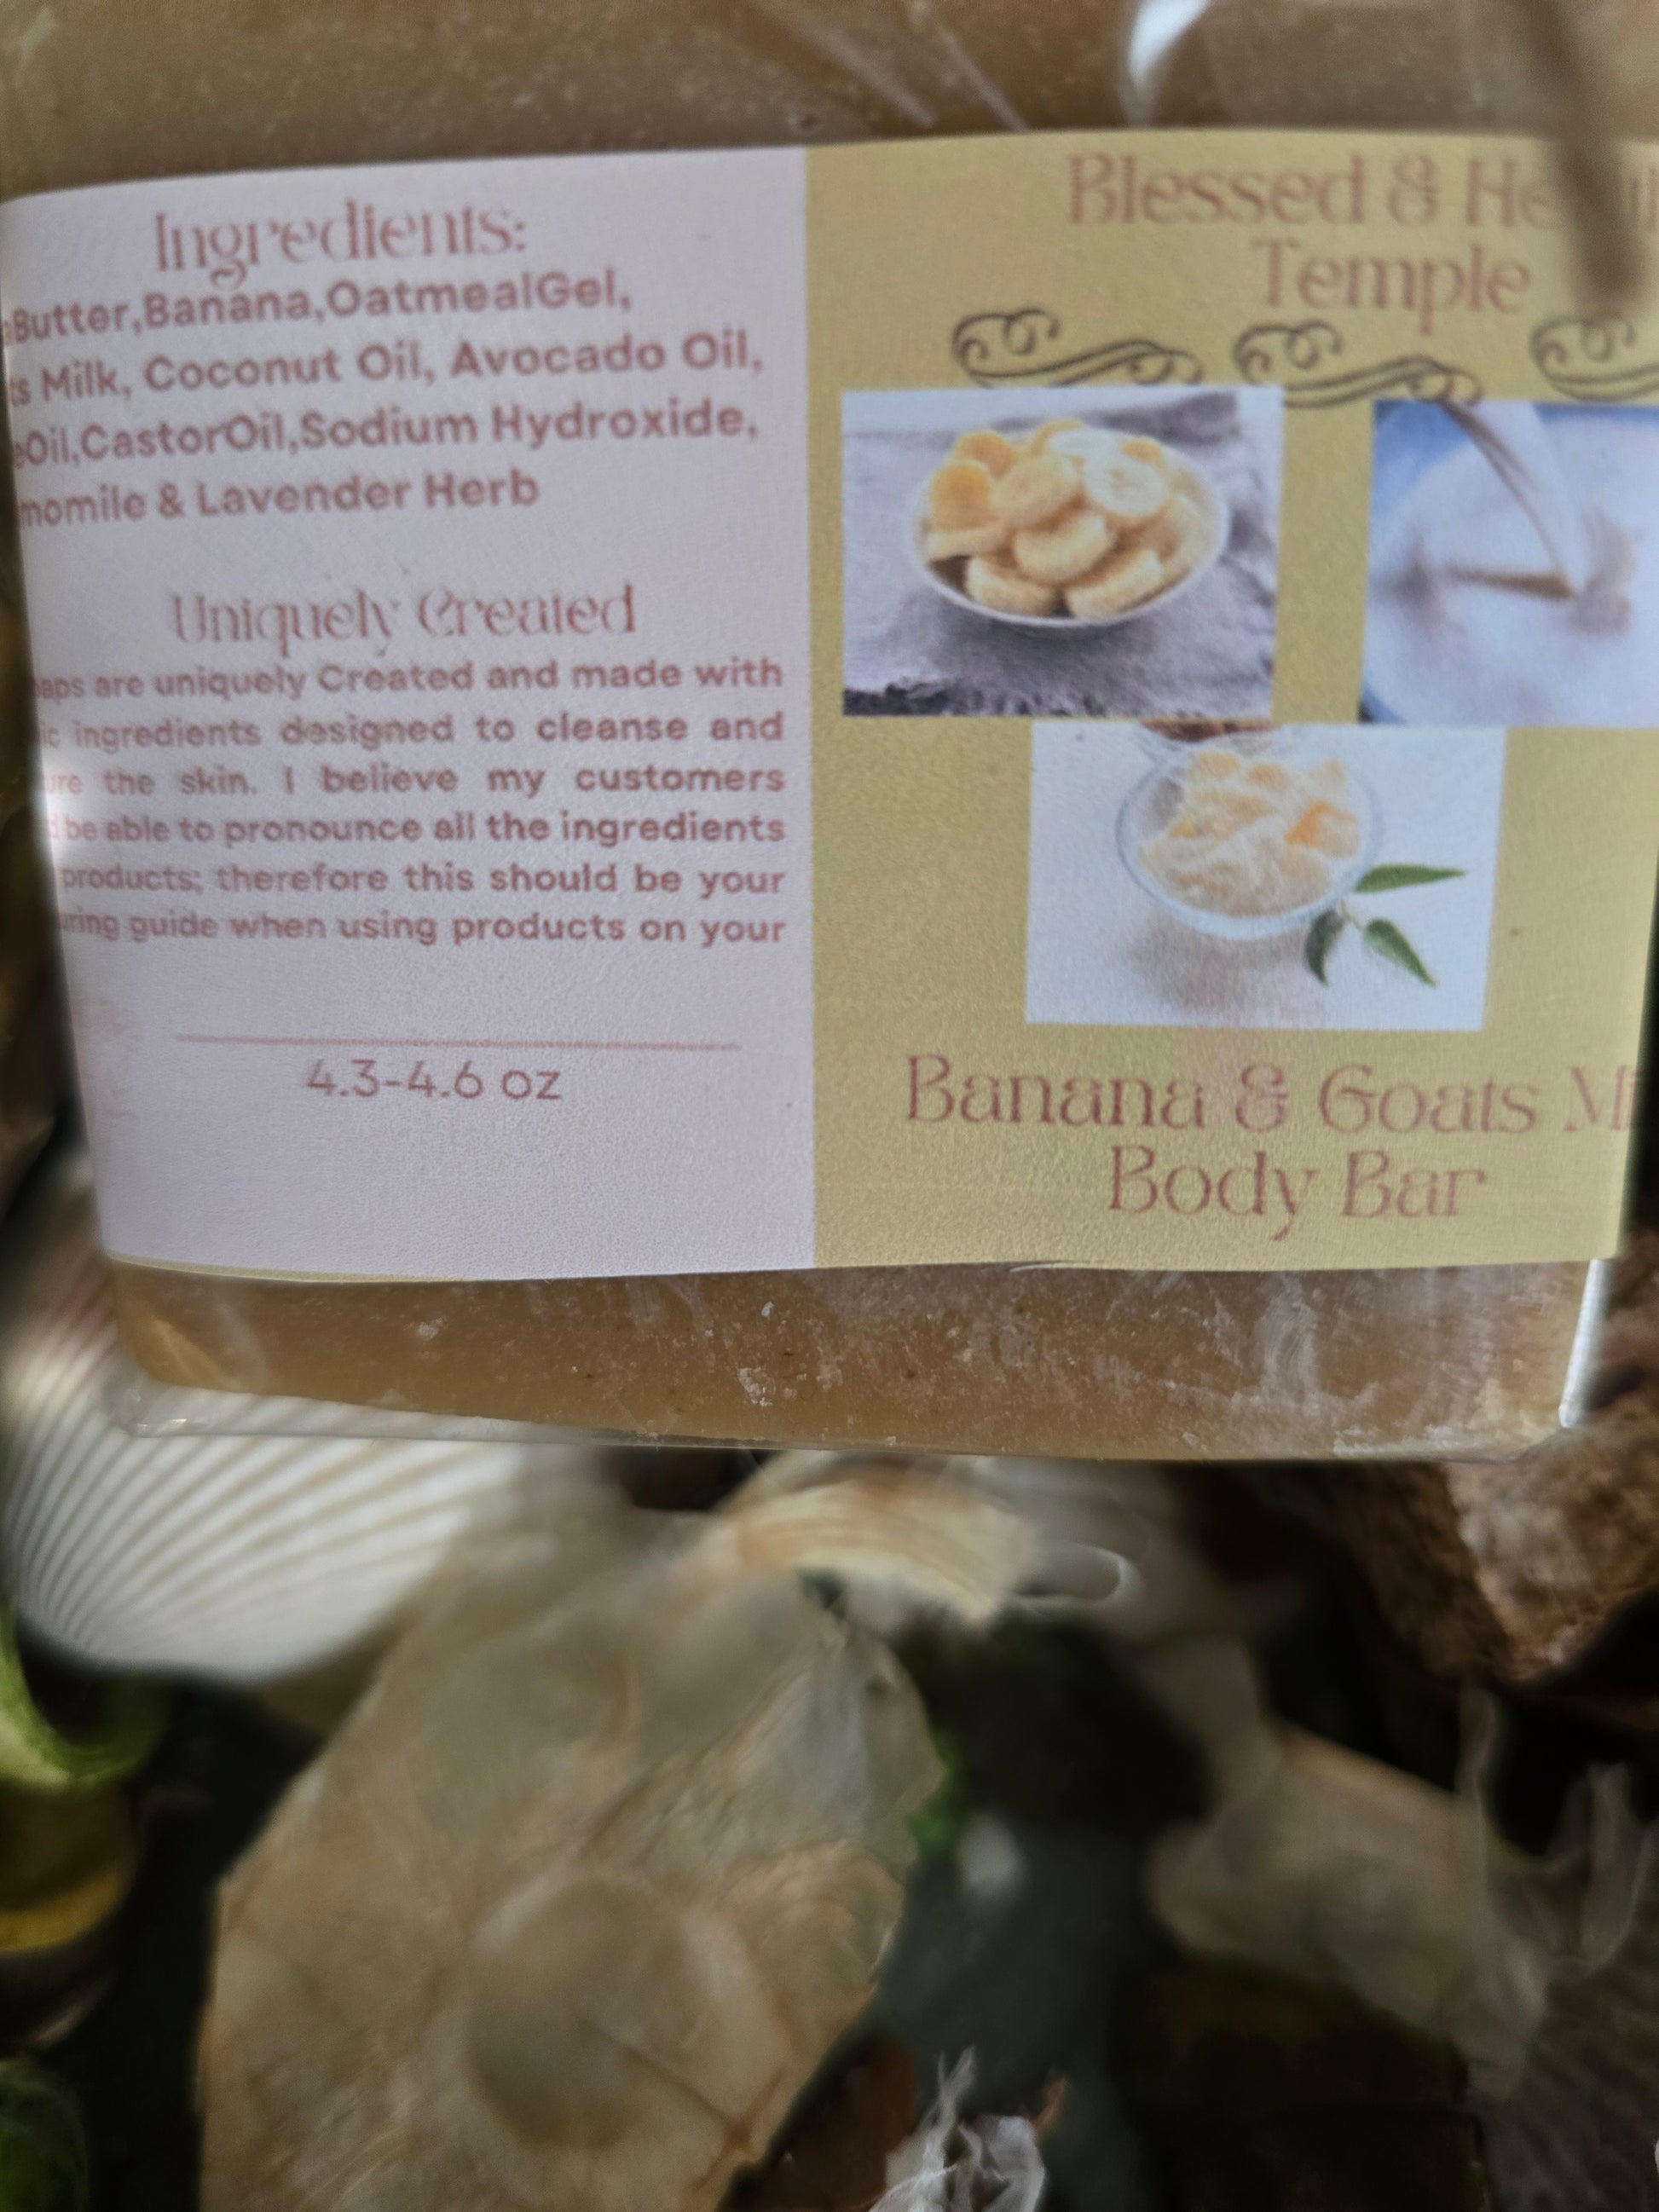 Ingredients:
Butter,Banana,OatmealGel,
Milk, Coconut Oil, Avocado Oil,
Oil,CastorOil,Sodium Hydroxide,
& Lavender Herb
Uniquely Created
are uniquely Created and made with
ingredients designed to cleanse and
the skin. I believe my customers
be able to pronounce all the ingredients
products; therefore this should be your
guide when using products on your
4.3-4.6 oz
Blessed &
Temple
Banana & Goats
Body Bar